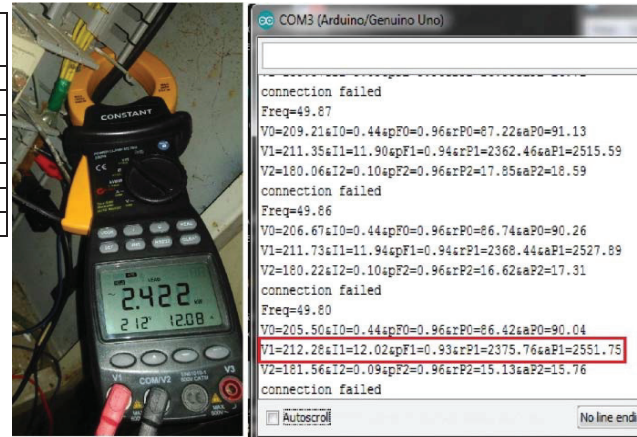 CONSTANT
2.422 kW
212 12.08
V1 COM/V2 V3
COM3 (Arduino/Genuino Uno)
connection failed
Freq=49.87
V0=209.21&I0=0.44&pF0=0.96&rP0=87.22&aP0=91.13
V1=211.35&I1=11.90&pF1=0.94&rP1=2362.46&aP1=2515.59
V2=180.06&I2=0.10&pF2=0.96&rP2=17.85&aP2=18.59
connection failed
Freq=49.86
V0=206.67&I0=0.44&pF0=0.96&rP0=86.74&aP0=90.26
V1=211.73&I1=11.94&pF1=0.94&rP1=2368.44&aP1=2527.89
V2=180.22&I2=0.10&pF2=0.96&rP2=16.62&aP2=17.31
connection failed
Freq=49.80
V0=205.50&I0=0.44&pF0=0.96&rP0=86.42&aP0=90.04
V1=212.28&I1=12.02&pF1=0.93&rP1=2375.76&aP1=2551.75
V2=181.56&I2=0.09&pF2=0.96&rP2=15.13&aP2=15.76
connection failed
Autoscroll
No line endi